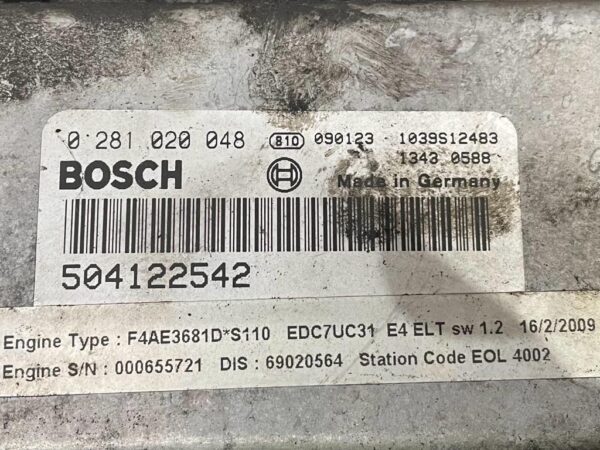 0 281 020 048 810 090123 - 1039S12483
1343 0588
BOSCH Made in Germany
504122542
Engine Type : F4AE3681D*S110 EDC7UC31 E4 ELT sw 1.2 16/2/2009
Engine S/N : 000655721 DIS : 69020564 Station Code EOL 4002